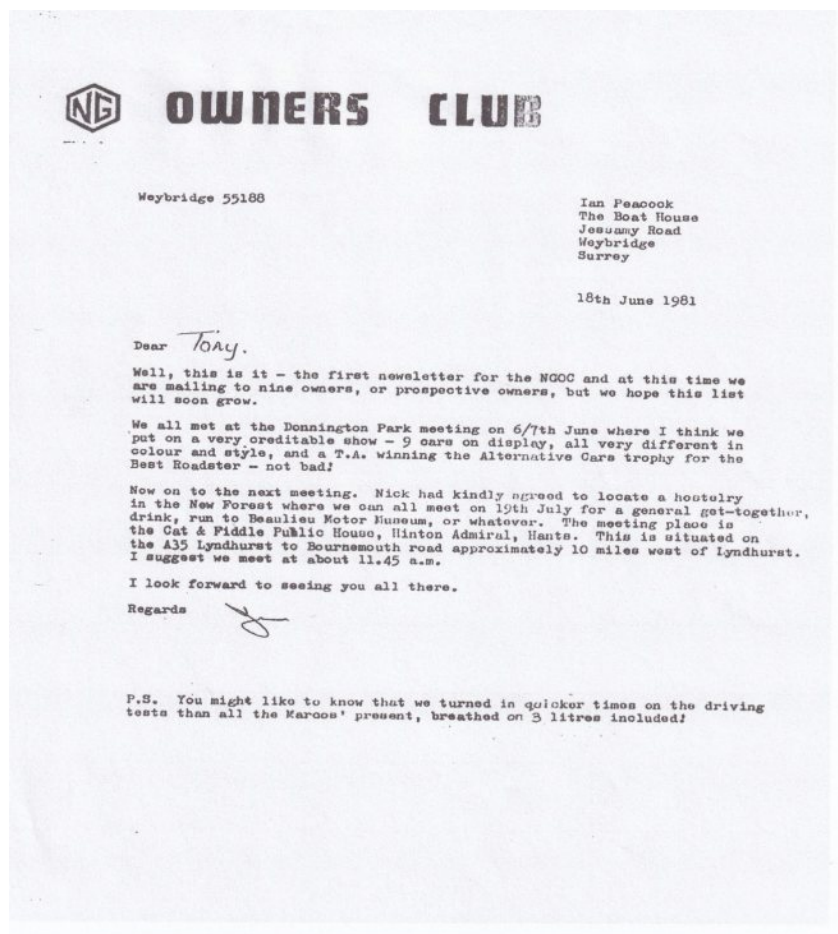 NG OWNERS CLUB
Weybridge 55188
Ian Peacock
The Boat House
Jessamy Road
Weybridge
Surrey
18th June 1981
Dear Tony.
Well, this is it - the first newsletter for the NGOC and at this time we
are mailing to nine owners, or prospective owners, but we hope this list
will soon grow.
We all met at the Donnington Park meeting on 6/7th June where I think we
put on a very creditable show - 9 cars on display, all very different in
colour and style, and a T.A. winning the Alternative Cars trophy for the
Best Roadster - not bad!
Now on to the next meeting. Nick had kindly agreed to locate a hostelry
in the New Forest where we can all meet on 19th July for a general get-together,
drink, run to Beaulieu Motor Museum, or whatever. The meeting place is
the Cat & Fiddle Public House, Hinton Admiral, Hants. This is situated on
the A35 Lyndhurst to Bournemouth road approximately 10 miles west of Lyndhurst.
I suggest we meet at about 11.45 a.m.
I look forward to seeing you all there.
Regards
P.S. You might like to know that we turned in quicker times on the driving
tests than all the Marcos' present, breathed on 3 litres included!